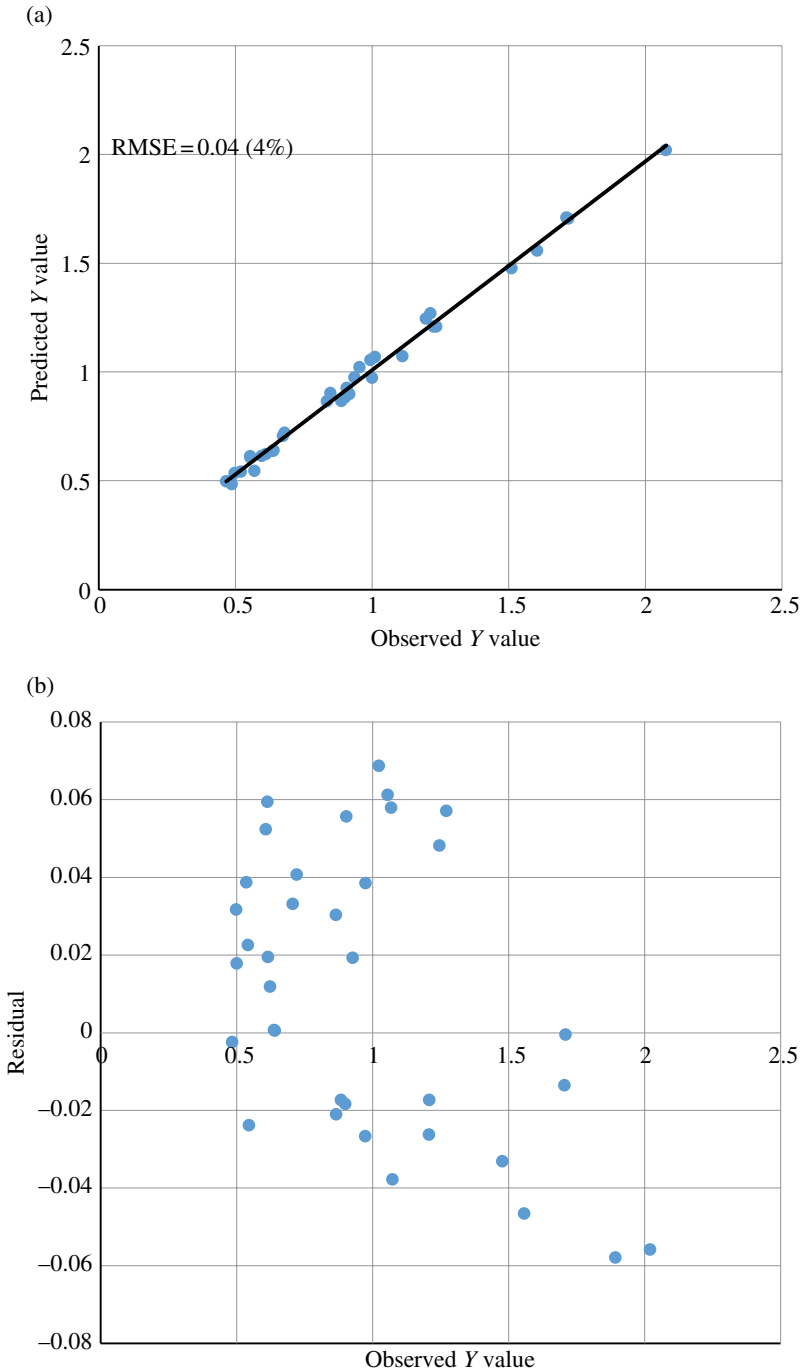 (a)
2.5
2
1.5
1
0.5
0
RMSE = 0.04 (4%)
Predicted Y value
0 0.5 1 1.5 2 2.5
Observed Y value
(b)
0.08
0.06
0.04
0.02
0
–0.02
–0.04
–0.06
–0.08
Residual
0 0.5 1 1.5 2 2.5
Observed Y value